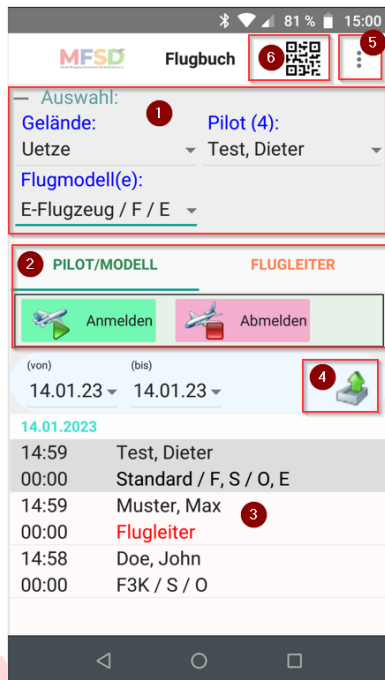 81 % 15:00
5
MFSD Flugbuch 6
— Auswahl:
1
Gelände: Pilot (4):
Uetze Test, Dieter
Flugmodell(e):
E-Flugzeug / F / E
2 PILOT/MODELL FLUGLEITER
Anmelden Abmelden
(von) (bis)
4
14.01.23 14.01.23
14.01.2023
14:59 Test, Dieter
00:00 Standard / F, S / O, E
14:59 Muster, Max
3
00:00 Flugleiter
14:58 Doe, John
00:00 F3K / S / O